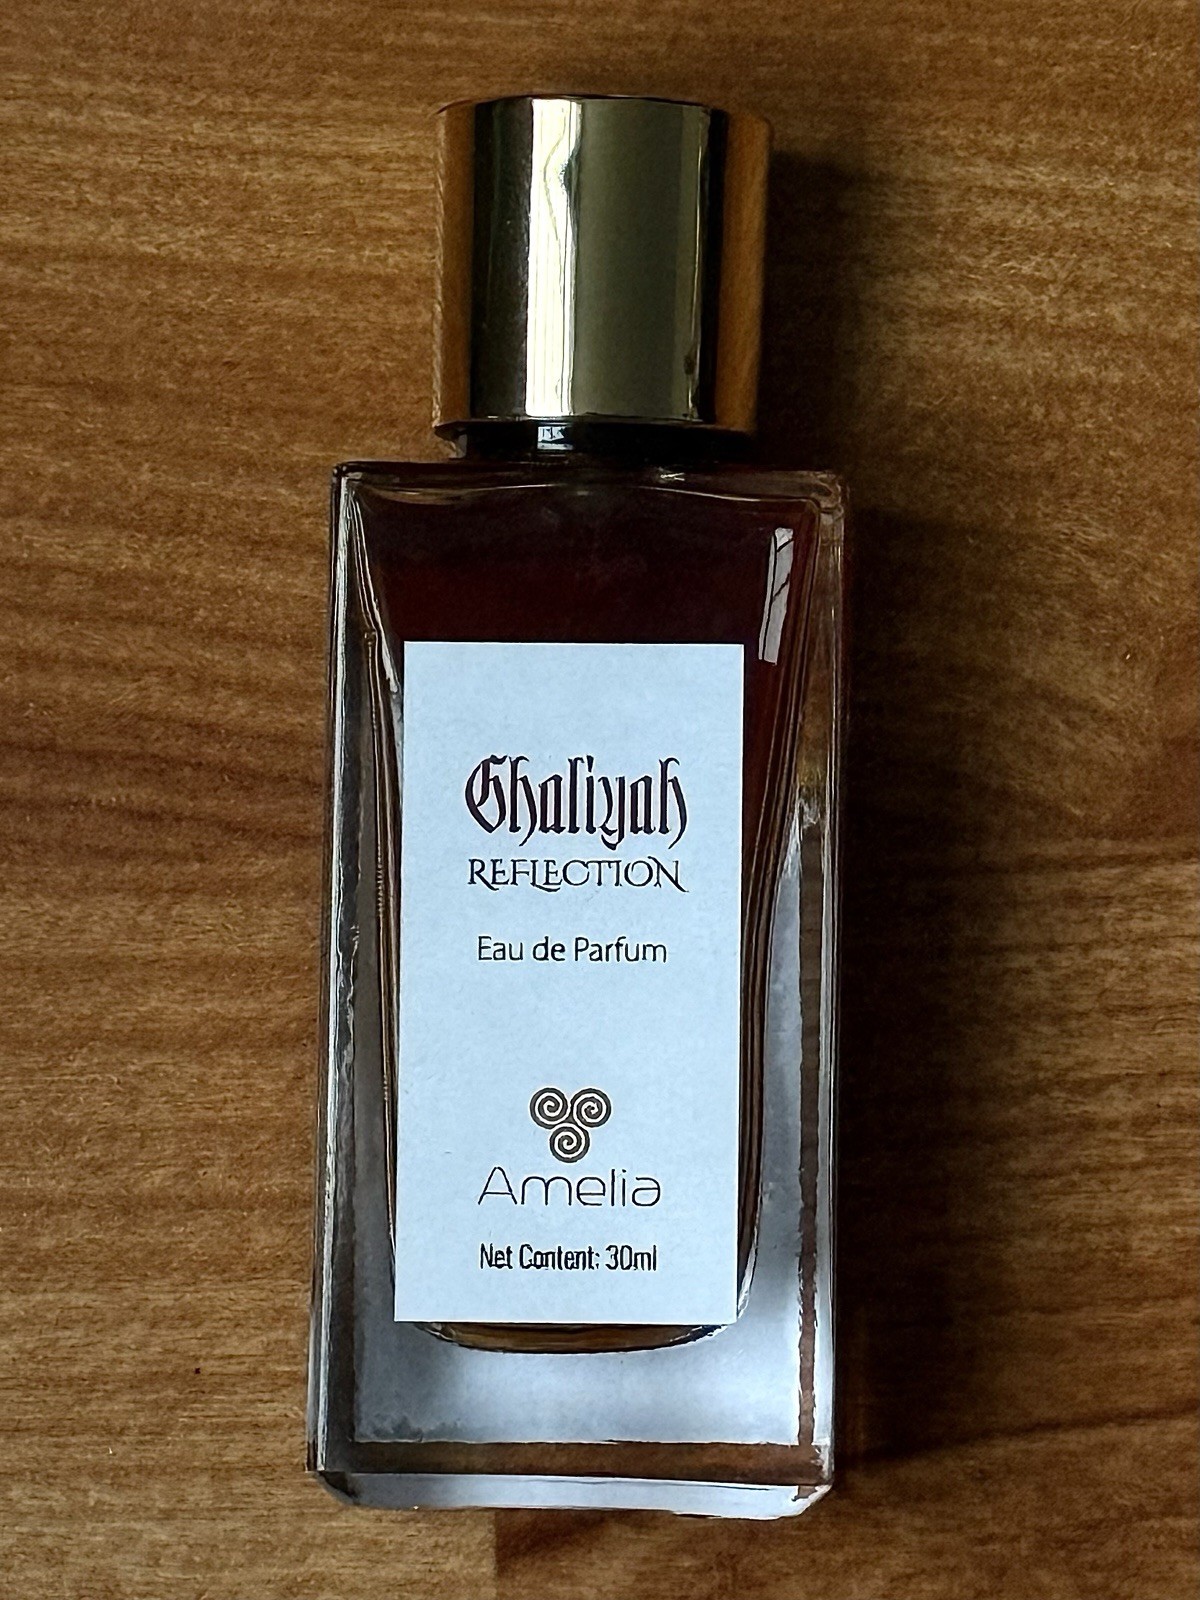 Ghaliyah
REFLECTION
Eau de Parfum
Amelia
Net Content: 30ml